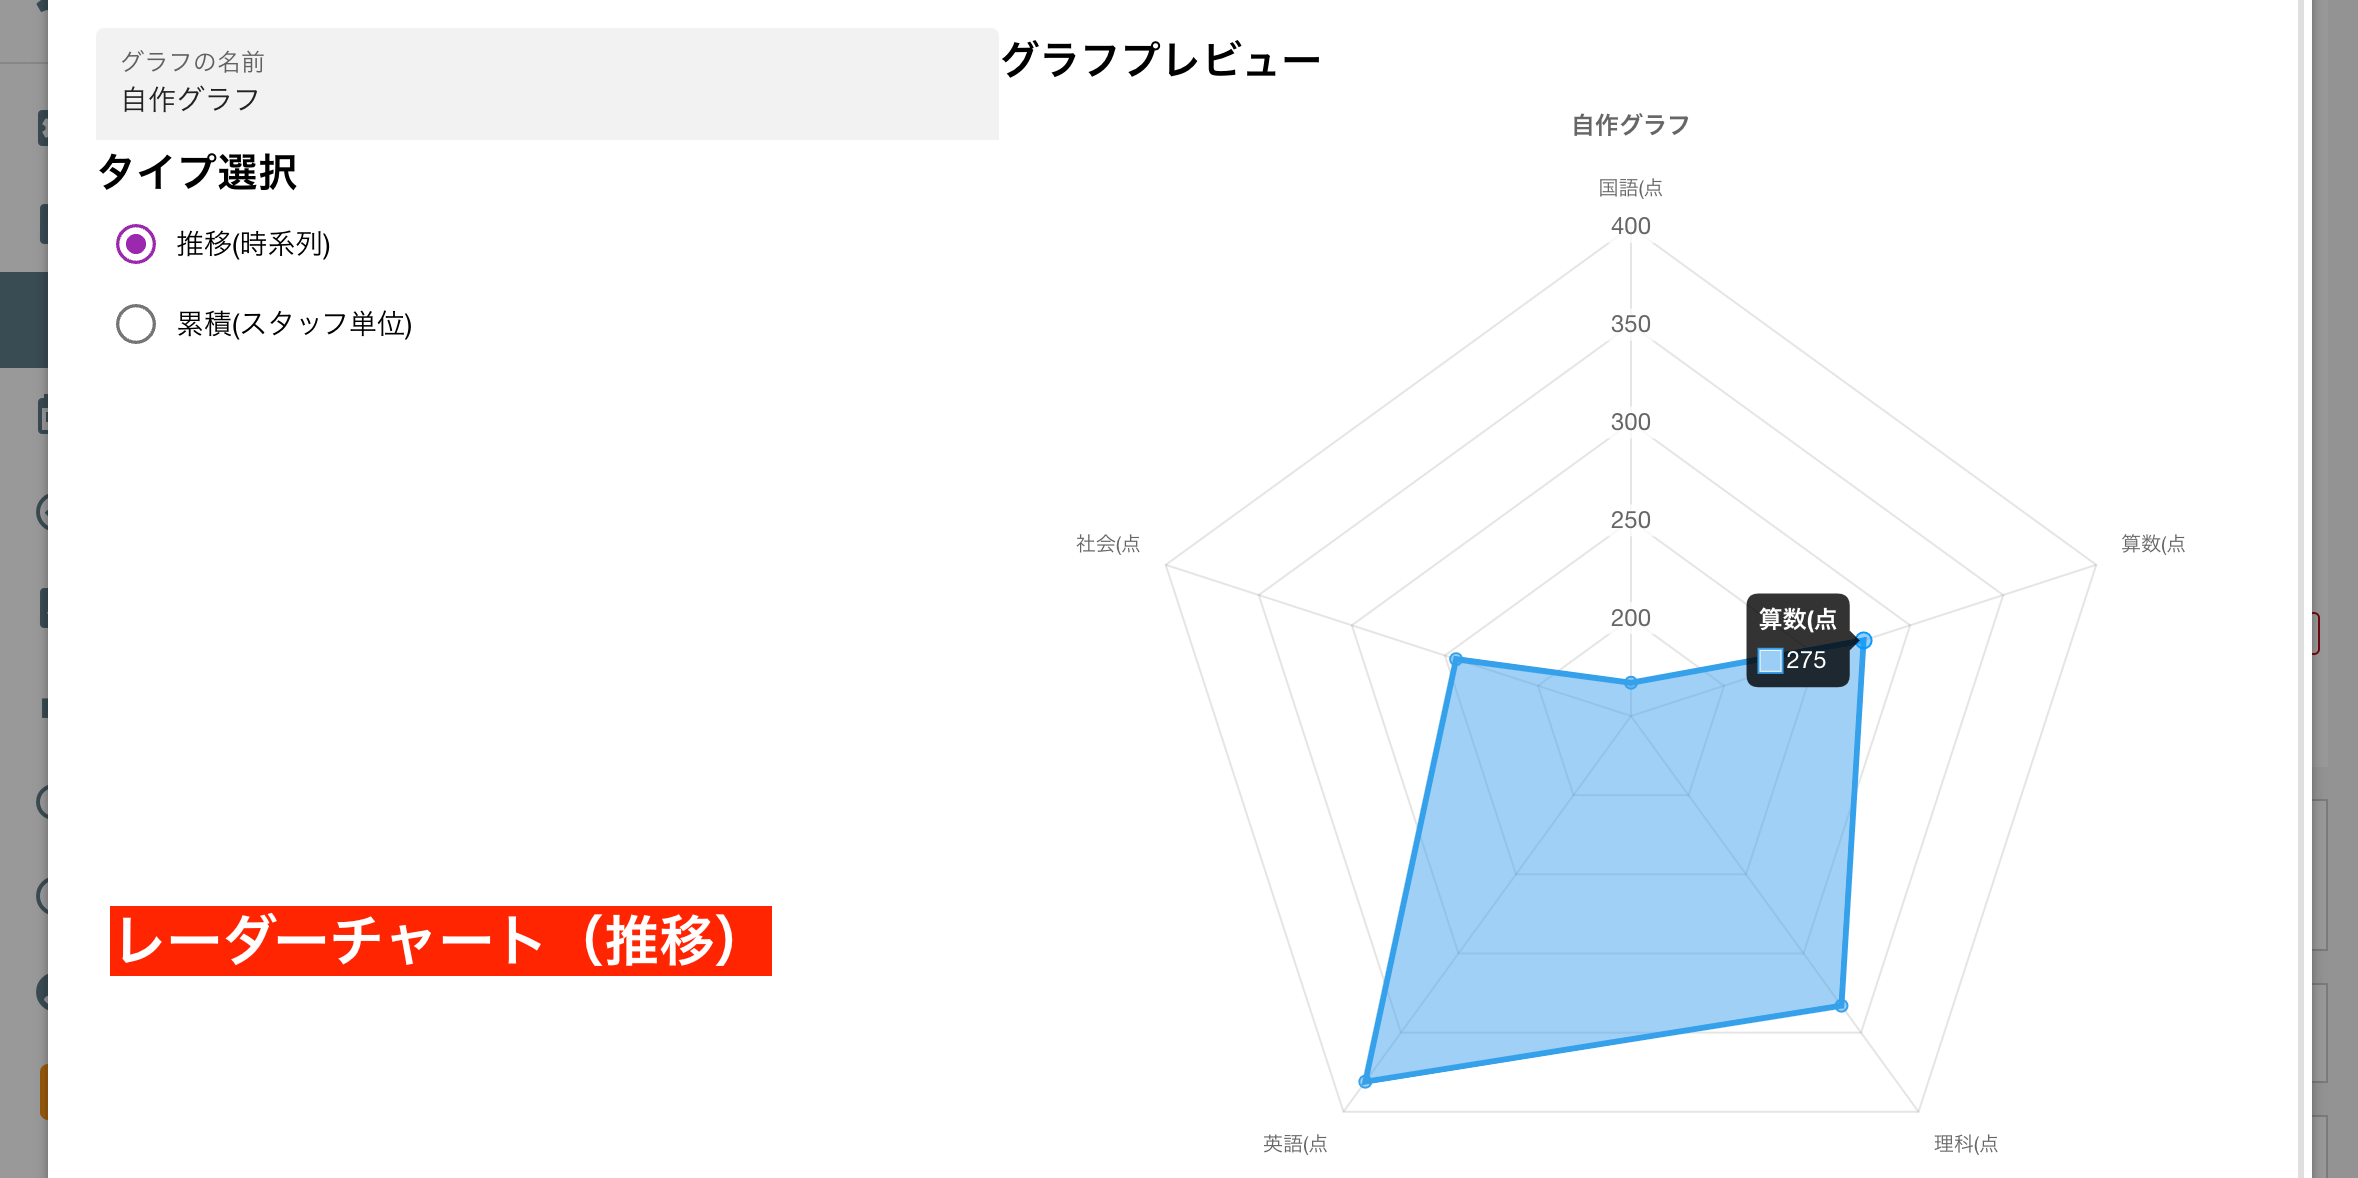 グラフの名前
自作グラフ
タイプ選択
推移(時系列)
累積(スタッフ単位)
レーダーチャート（推移）
グラフプレビュー
自作グラフ
国語(点
400
350
300
250
200
社会(点
算数(点
算数(点
275
英語(点
理科(点